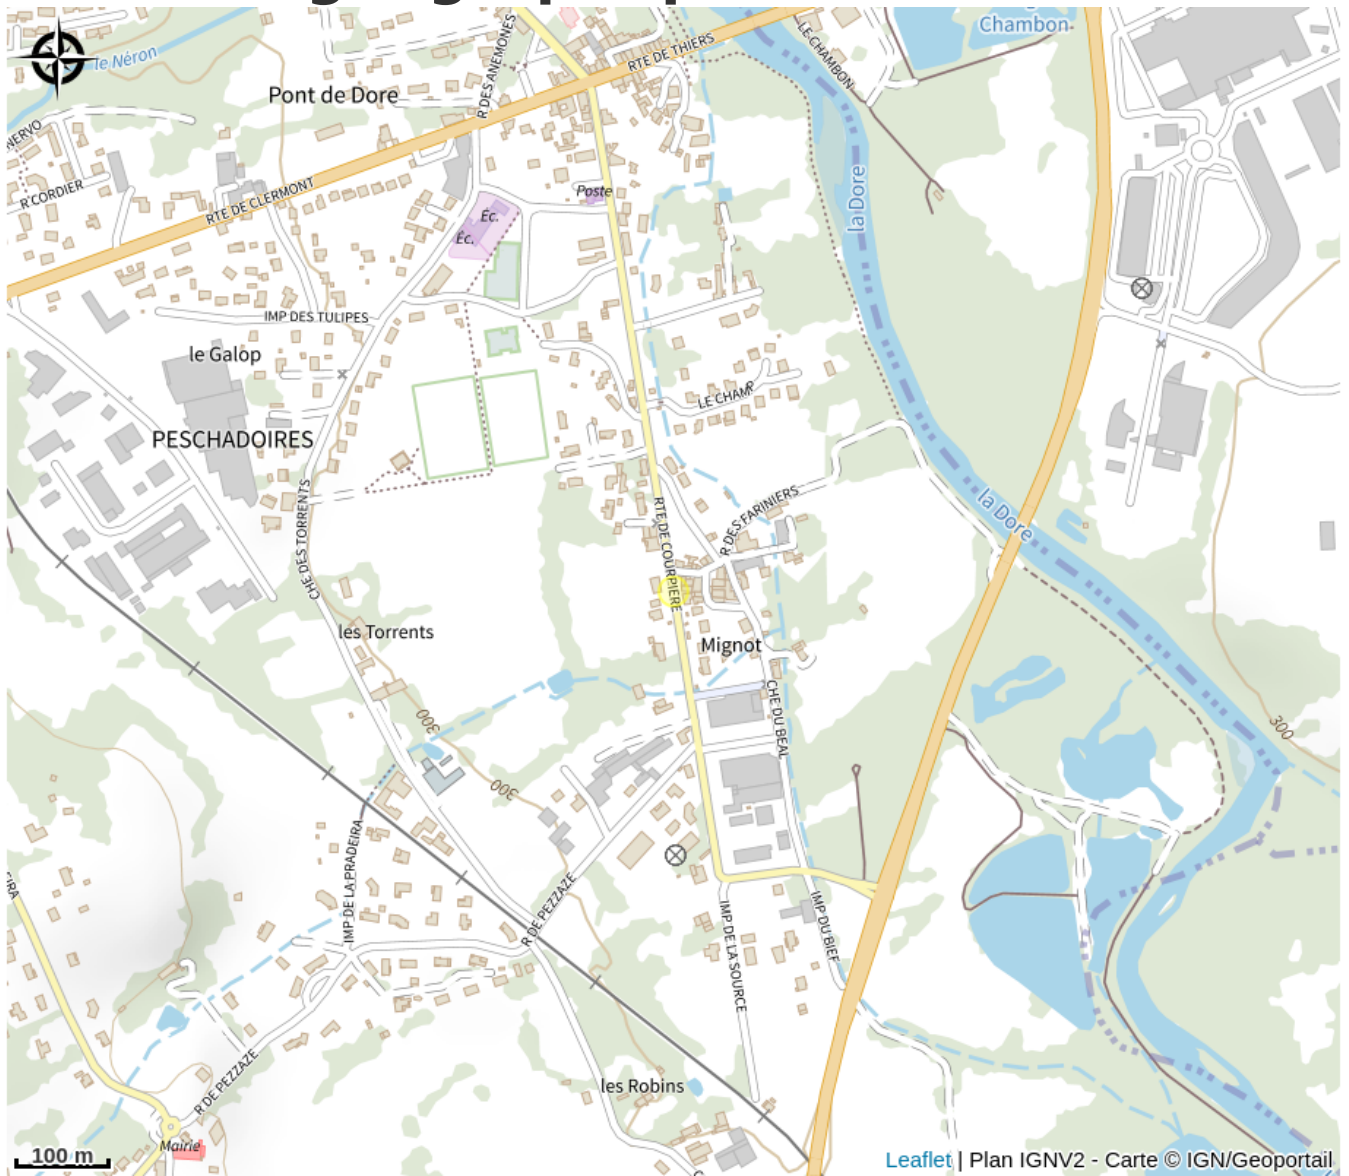 Chambon
le Néron
R DES ANEMONES
RTE DE THIERS
LE CHAMBON
Pont de Dore
R CORDIER
RTE DE CLERMONT
Poste
Éc.
Éc.
la Dore
IMP DES TULIPES
le Galop
LE CHAMP
PESCHADOIRES
CHE DES TORRENTS
RTE DE COURPIERE
R DES FARINIERS
la Dore
les Torrents
Mignot
CHE DU BEAL
300
300
300
IMP DE LA PRADEIRA
R DE PEZZAZE
IMP DE LA SOURCE
IMP DU BIEF
R DE PEZZAZE
les Robins
Mairie
100 m
Leaflet | Plan IGNV2 - Carte © IGN/Geoportail